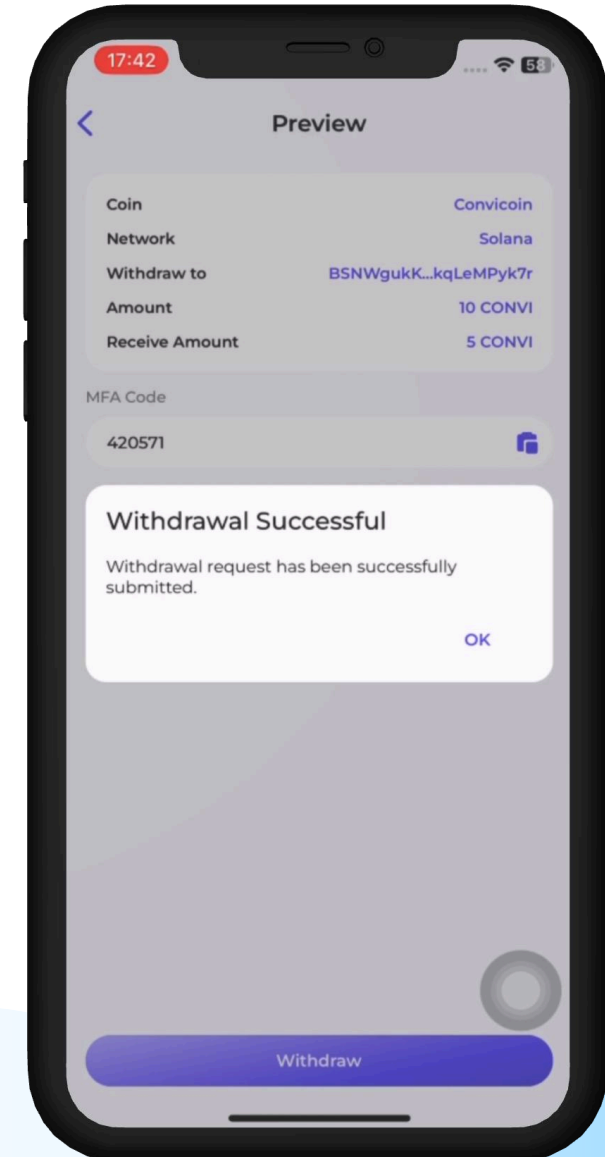 17:42
58
Preview
Coin Convicoin
Network Solana
Withdraw to BSNWgukK...kqLeMPyk7r
Amount 10 CONVI
Receive Amount 5 CONVI
MFA Code
420571
Withdrawal Successful
Withdrawal request has been successfully
submitted.
OK
Withdraw